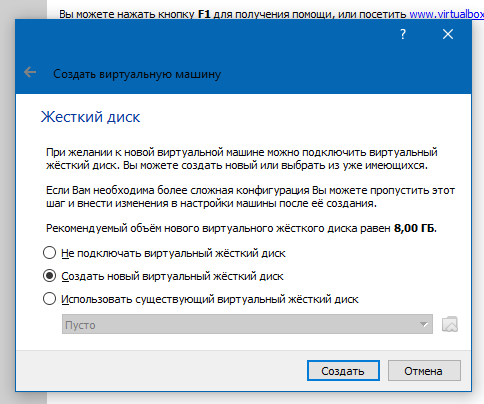 Вы можете нажать кнопку F1 для получения помощи, или посетить www.virtualbox
?
Создать виртуальную машину
Жесткий диск
При желании к новой виртуальной машине можно подключить виртуальный
жёсткий диск. Вы можете создать новый или выбрать из уже имеющихся.
Если Вам необходима более сложная конфигурация Вы можете пропустить этот
шаг и внести изменения в настройки машины после её создания.
Рекомендуемый объём нового виртуального жёсткого диска равен 8,00 ГБ.
Не подключать виртуальный жёсткий диск
Создать новый виртуальный жёсткий диск
Использовать существующий виртуальный жёсткий диск
Пусто
Создать Отмена